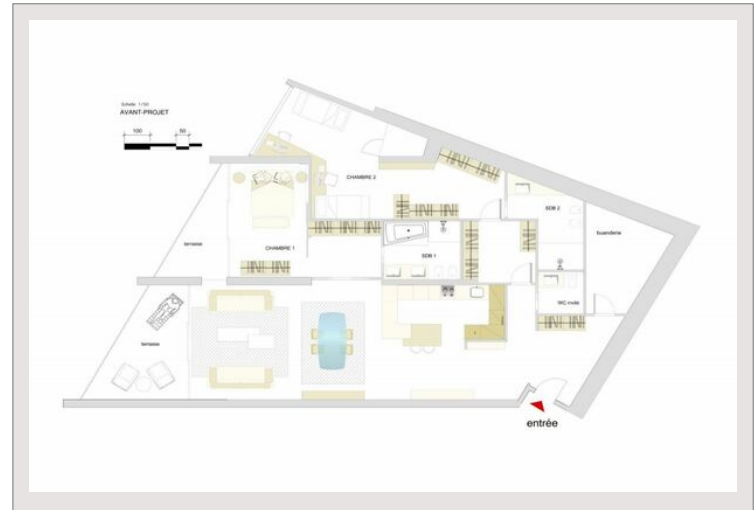 Echelle 1/50
AVANT-PROJET
100 50
CHAMBRE 2
SDB 2
buanderie
terrasse
CHAMBRE 1
SDB 1
WC invité
terrasse
entrée